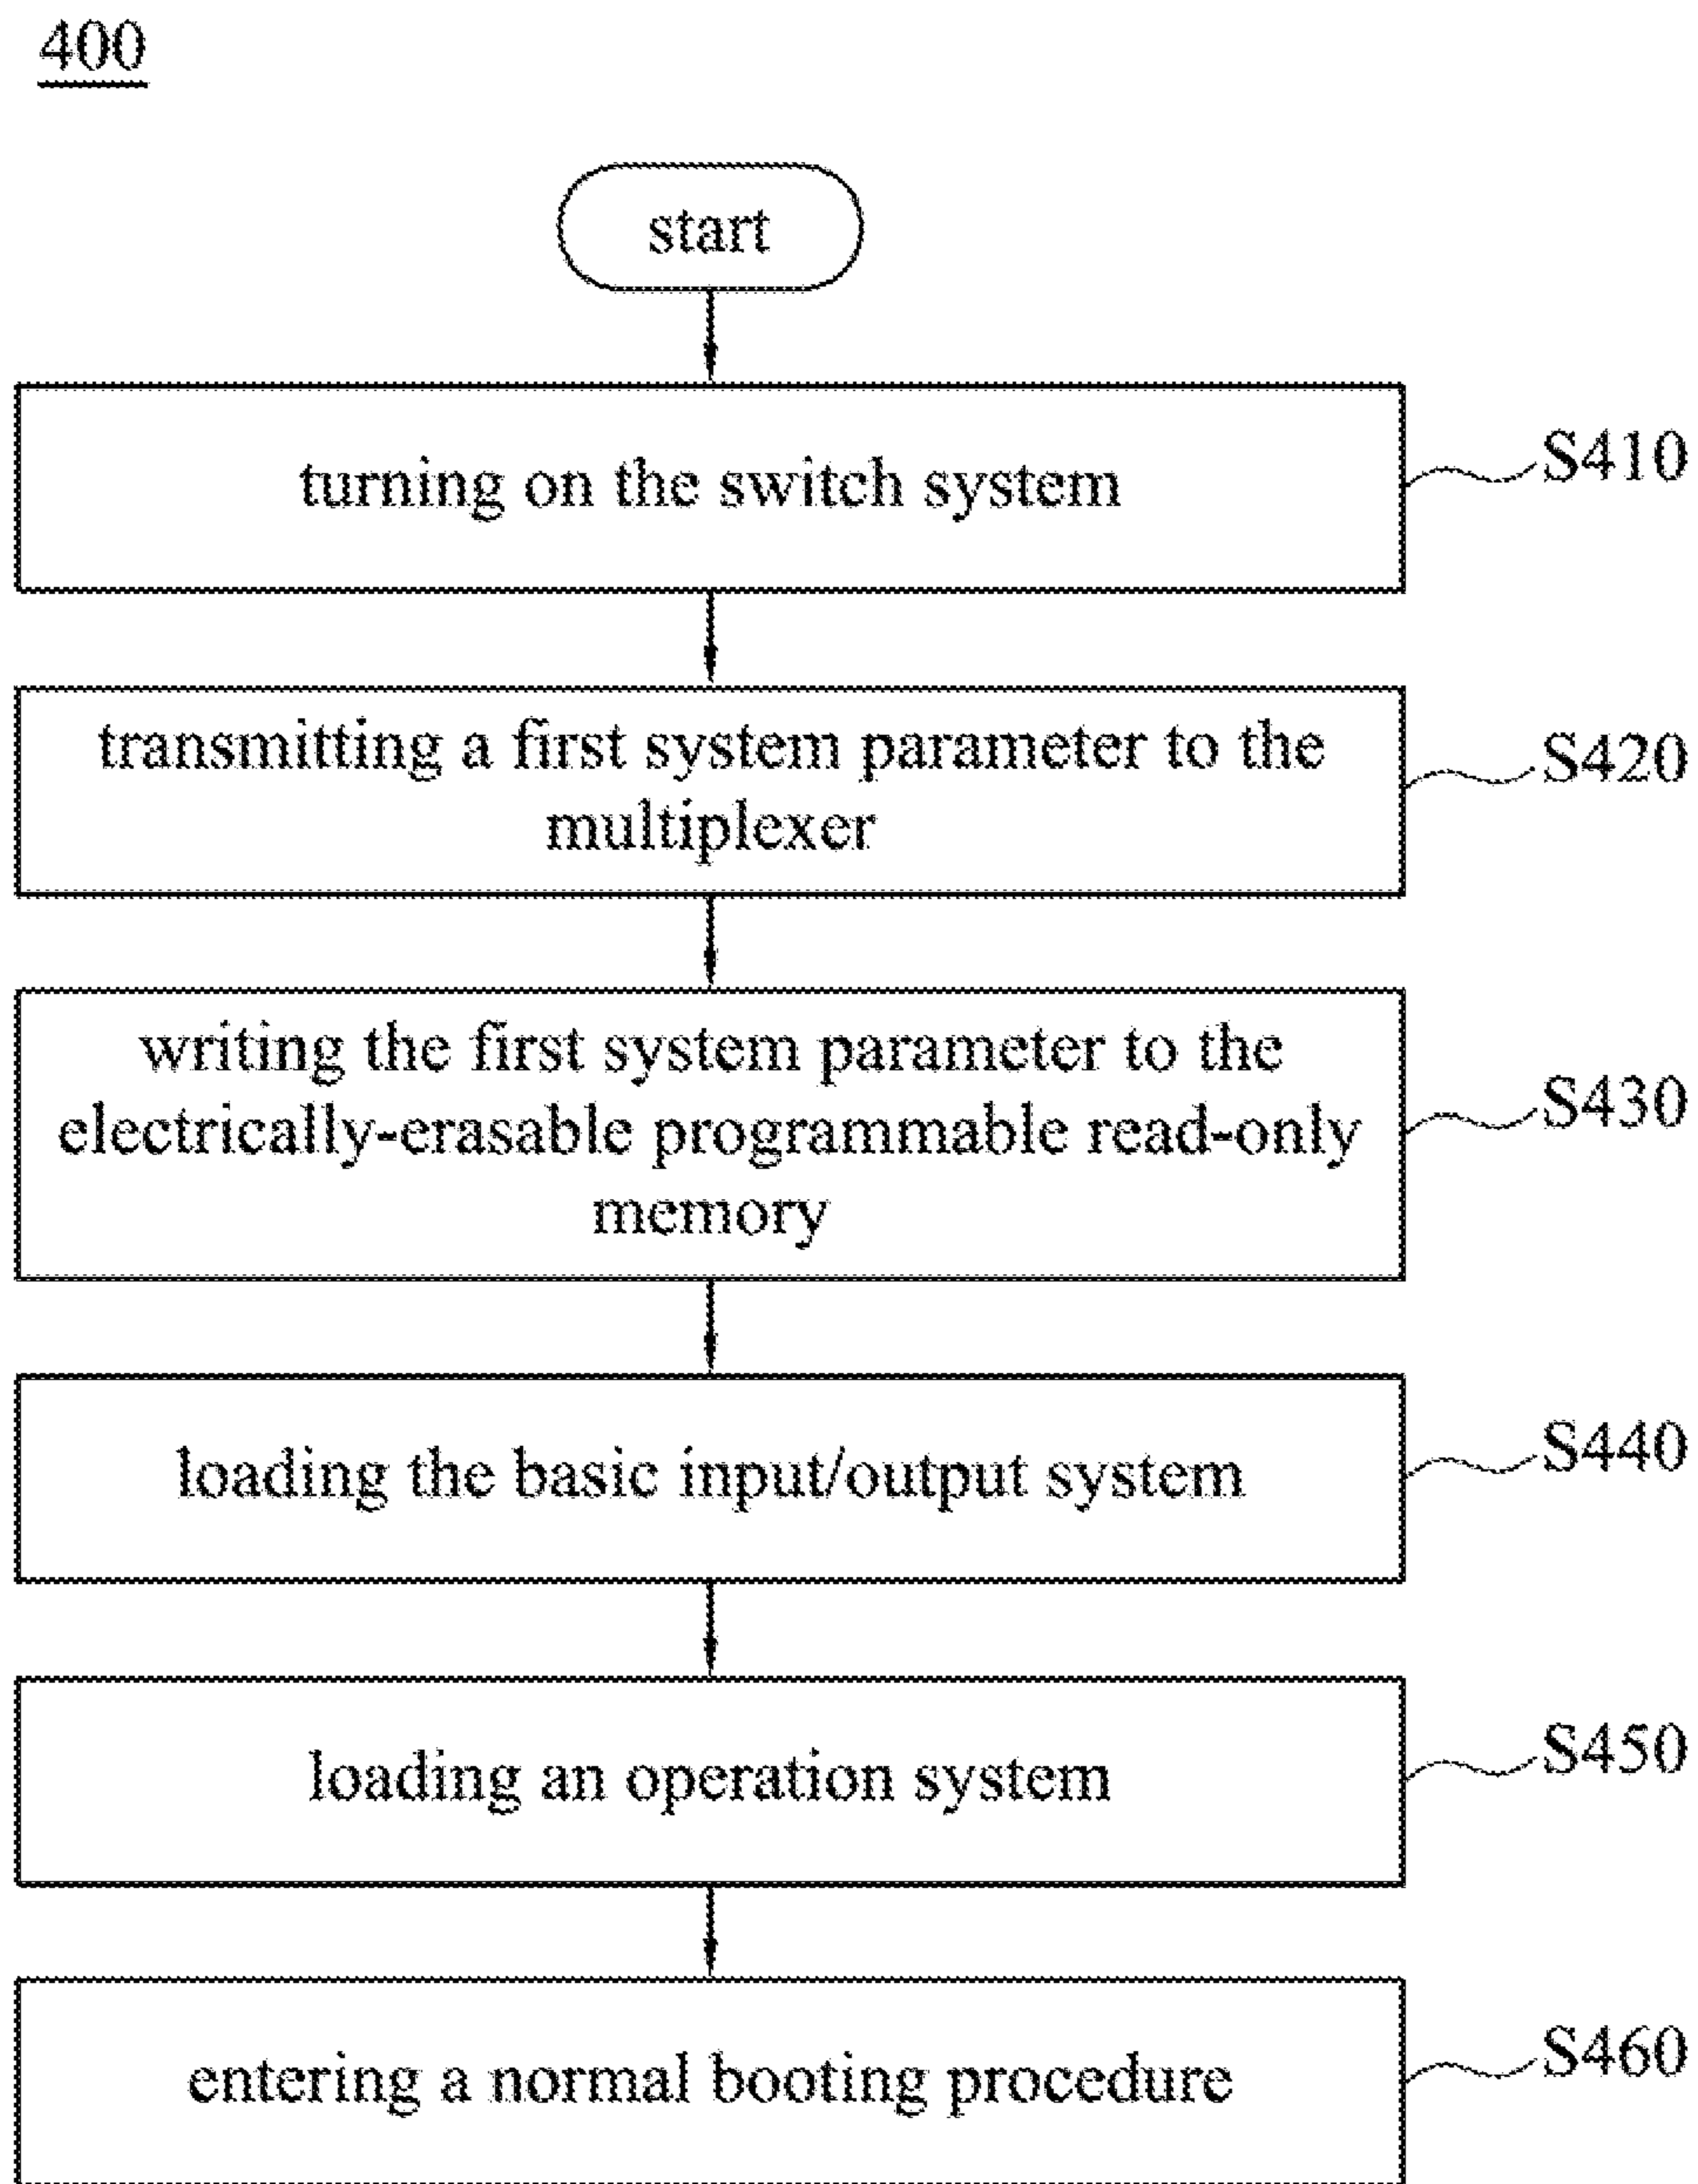 400
start
turning on the switch system
S410
transmitting a first system parameter to the
multiplexer
S420
writing the first system parameter to the
electrically-erasable programmable read-only
memory
S430
loading the basic input/output system
S440
loading an operation system
S450
entering a normal booting procedure
S460